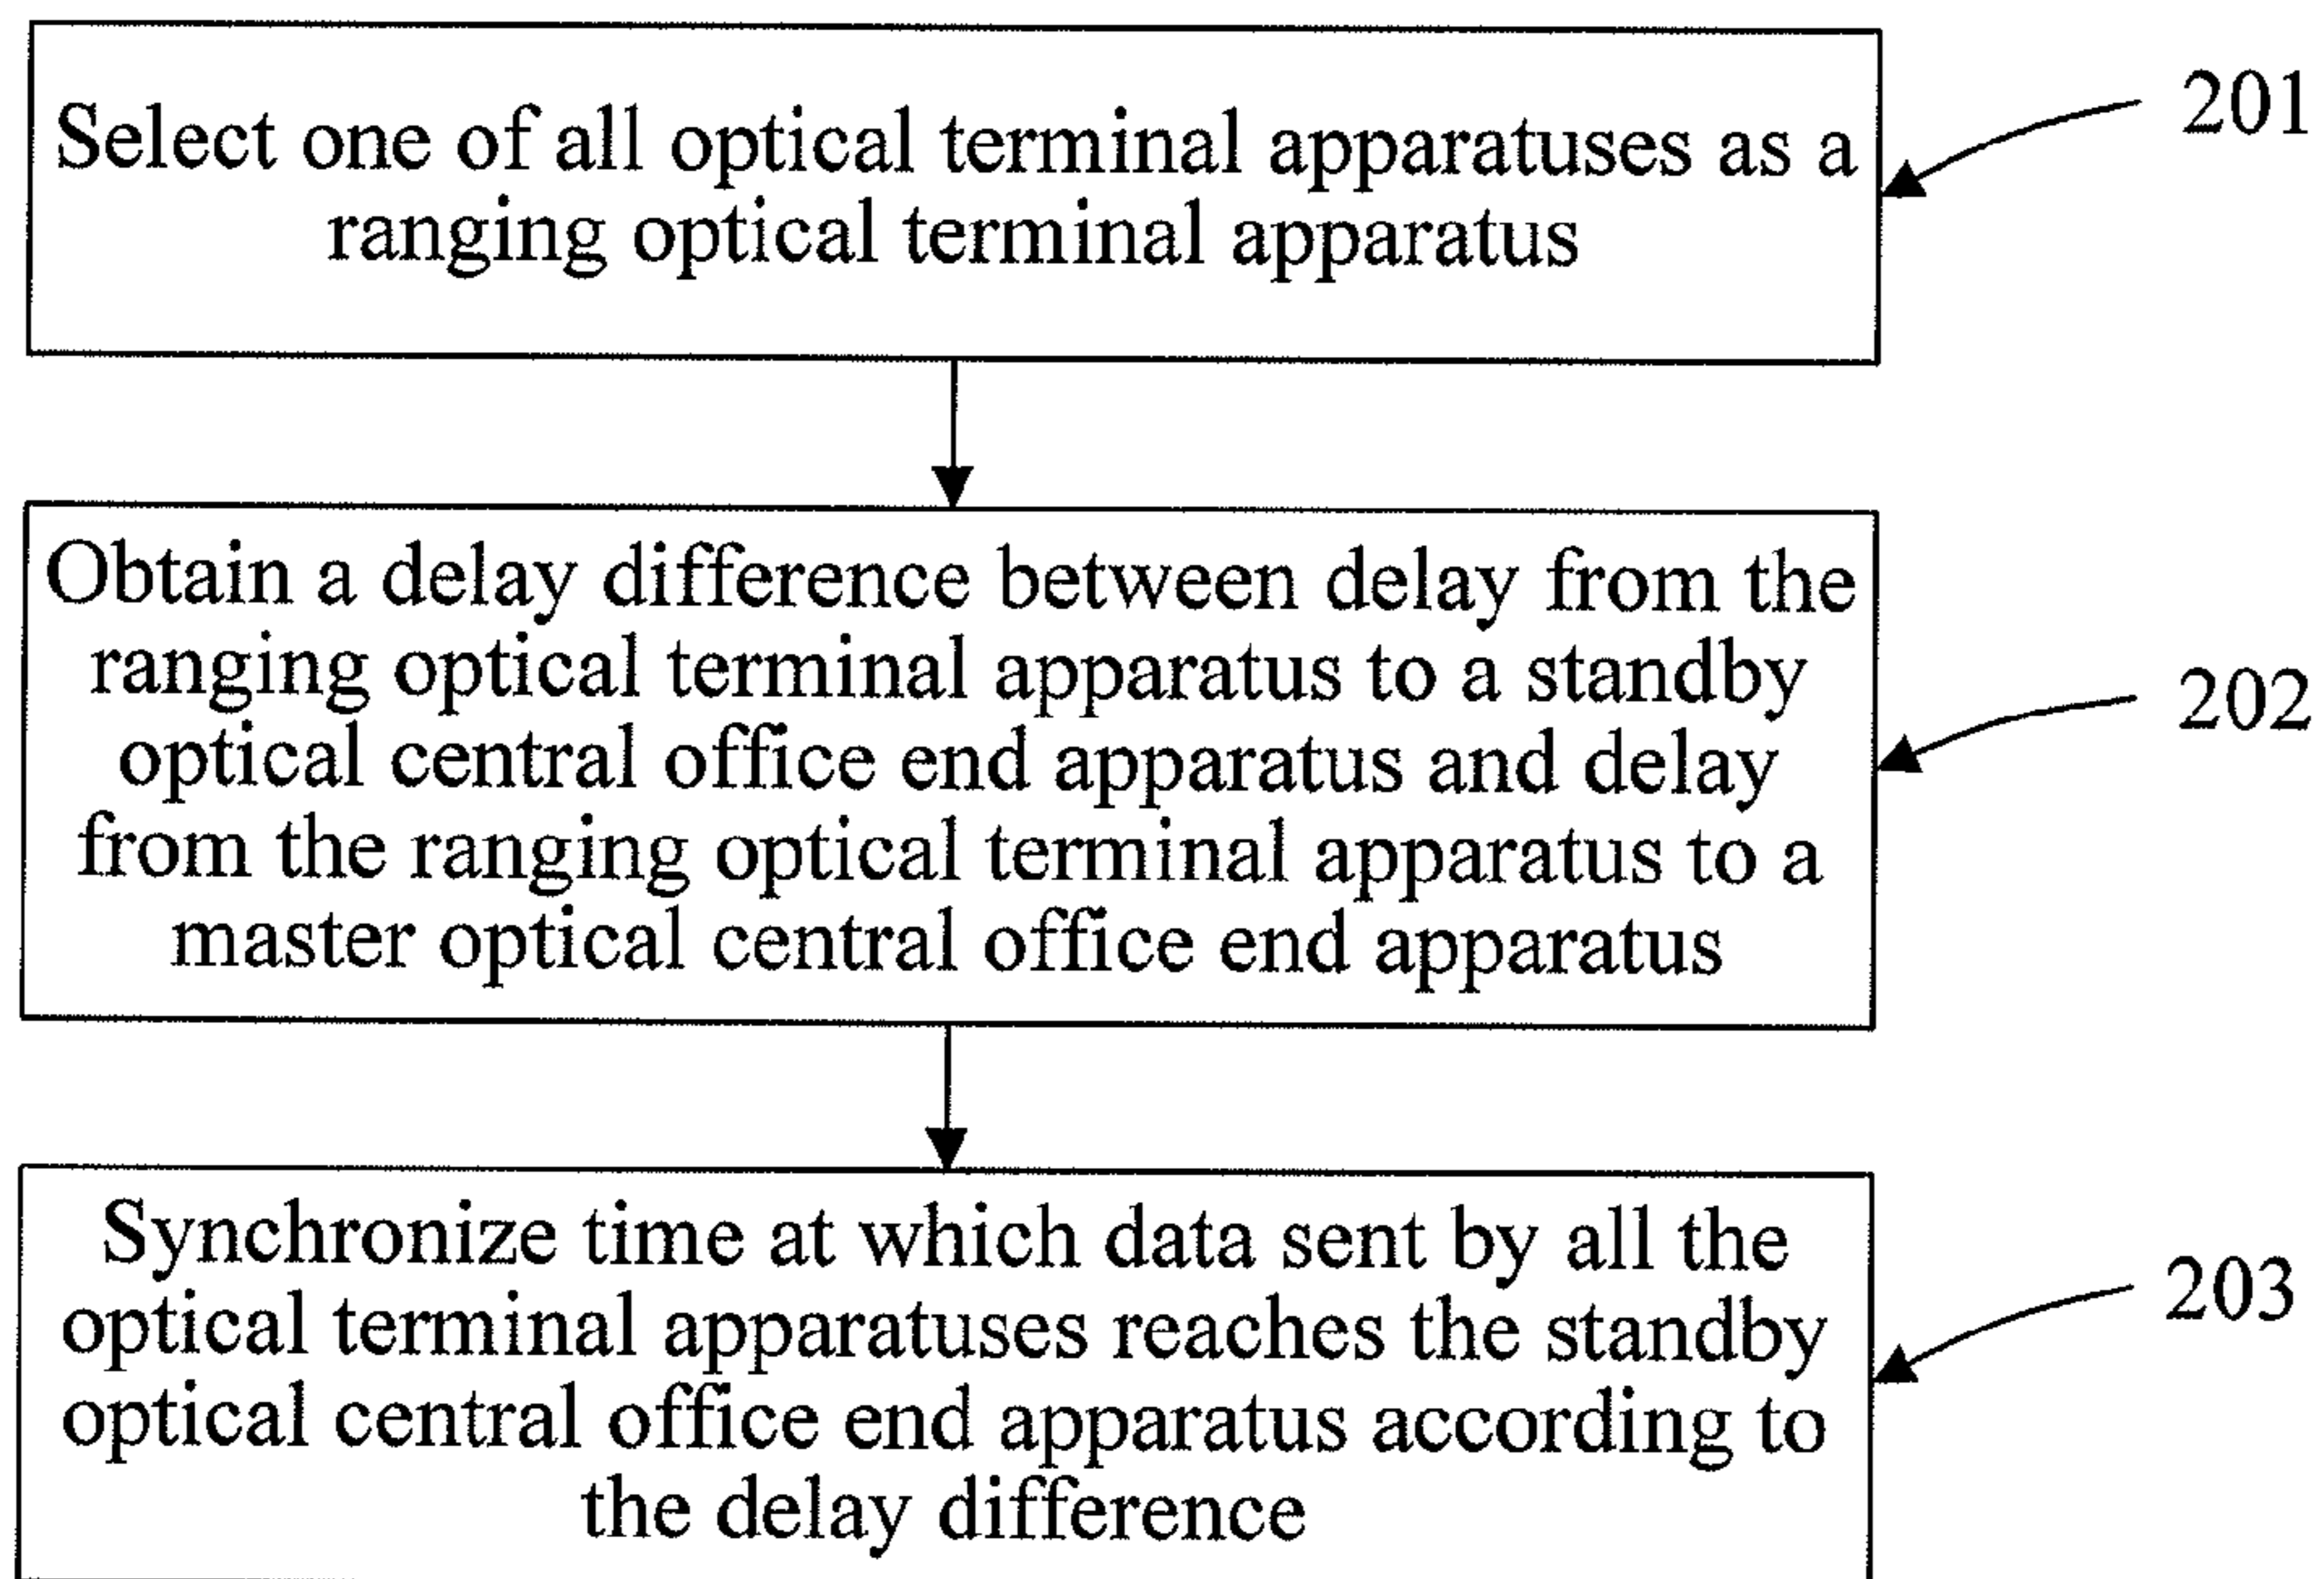 Select one of all optical terminal apparatuses as a
ranging optical terminal apparatus
201
Obtain a delay difference between delay from the
ranging optical terminal apparatus to a standby
optical central office end apparatus and delay
from the ranging optical terminal apparatus to a
master optical central office end apparatus
202
Synchronize time at which data sent by all the
optical terminal apparatuses reaches the standby
optical central office end apparatus according to
the delay difference
203